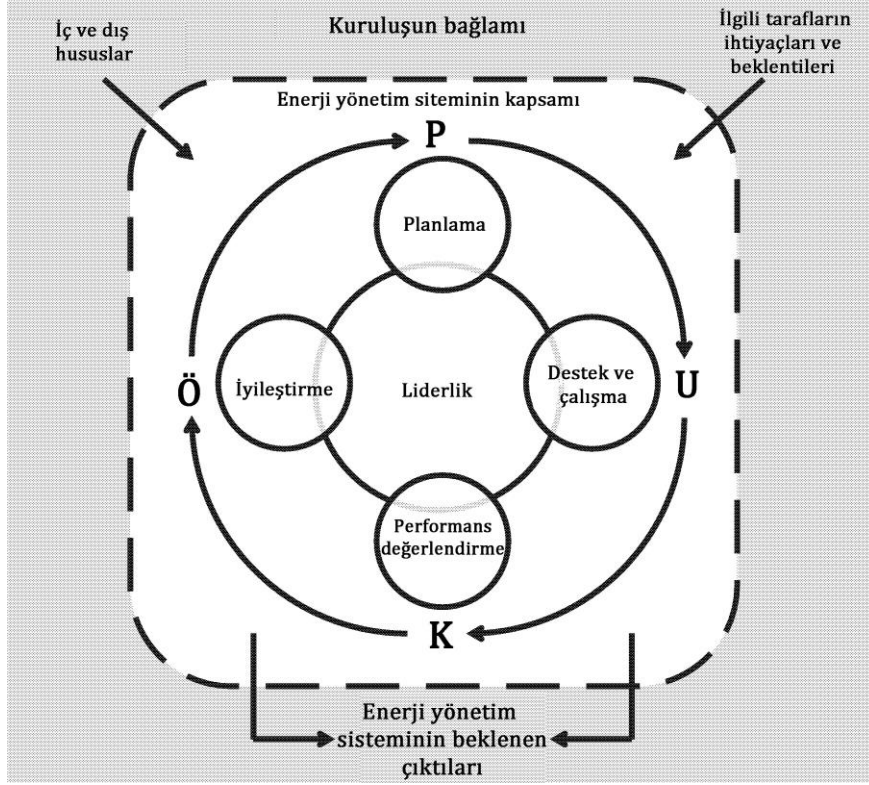 İç ve dış
hususlar
Kuruluşun bağlamı
İlgili tarafların
ihtiyaçları ve
beklentileri
Enerji yönetim siteminin kapsamı
P
Planlama
Ö
İyileştirme
Liderlik
Destek ve
çalışma
U
Performans
değerlendirme
K
Enerji yönetim
sisteminin beklenen
çıktıları